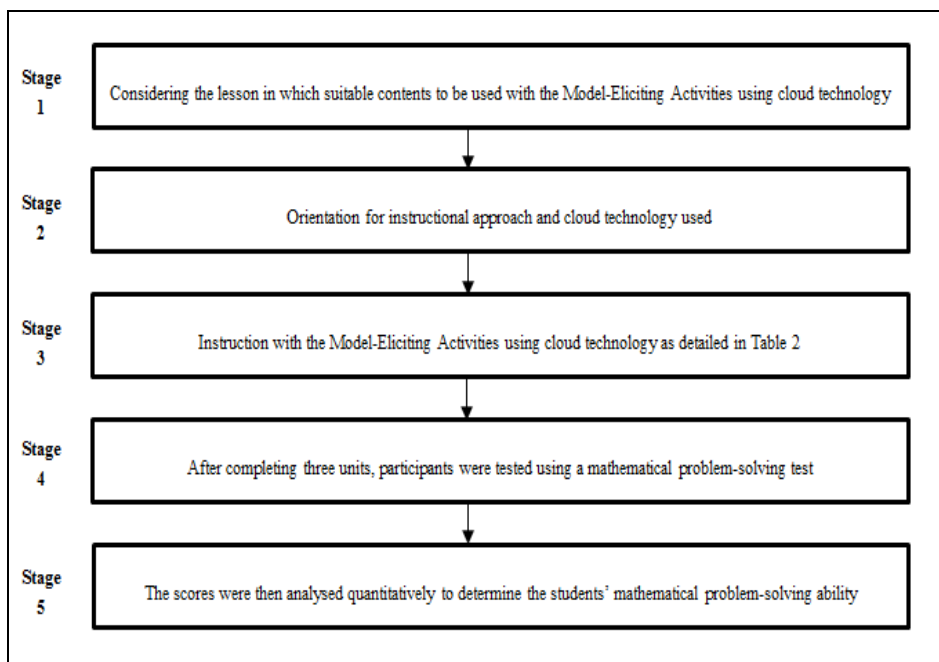 Stage
1
Considering the lesson in which suitable contents to be used with the Model-Eliciting Activities using cloud technology
Stage
2
Orientation for instructional approach and cloud technology used
Stage
3
Instruction with the Model-Eliciting Activities using cloud technology as detailed in Table 2
Stage
4
After completing three units, participants were tested using a mathematical problem-solving test
Stage
5
The scores were then analysed quantitatively to determine the students’ mathematical problem-solving ability